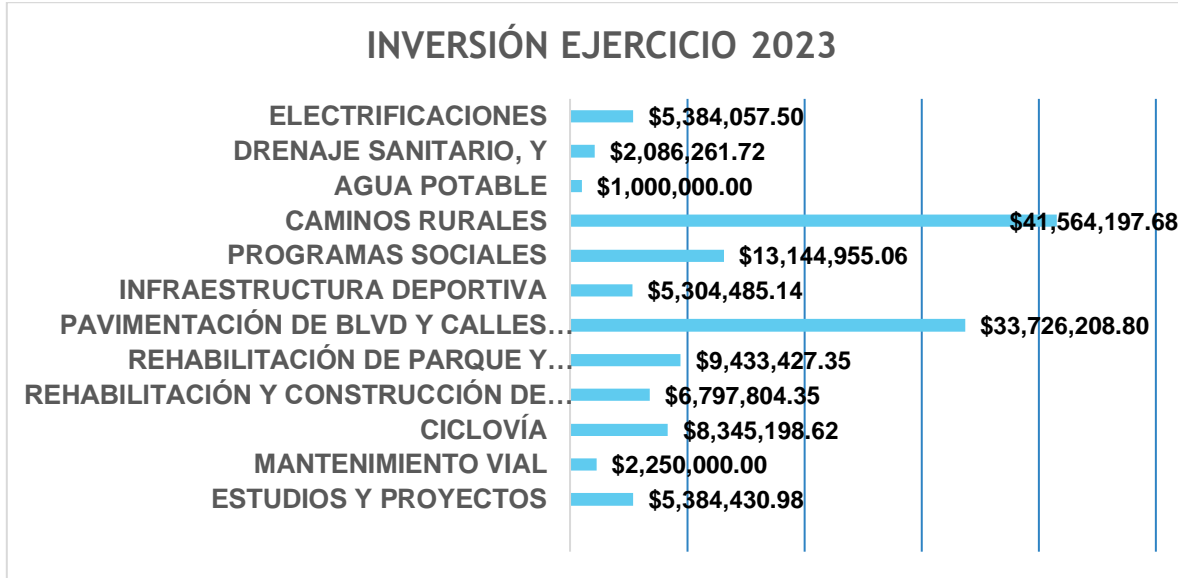 INVERSIÓN EJERCICIO 2023
ELECTRIFICACIONES $5,384,057.50
DRENAJE SANITARIO, Y $2,086,261.72
AGUA POTABLE $1,000,000.00
CAMINOS RURALES $41,564,197.68
PROGRAMAS SOCIALES $13,144,955.06
INFRAESTRUCTURA DEPORTIVA $5,304,485.14
PAVIMENTACIÓN DE BLVD Y CALLES… $33,726,208.80
REHABILITACIÓN DE PARQUE Y… $9,433,427.35
REHABILITACIÓN Y CONSTRUCCIÓN DE… $6,797,804.35
CICLOVÍA $8,345,198.62
MANTENIMIENTO VIAL $2,250,000.00
ESTUDIOS Y PROYECTOS $5,384,430.98